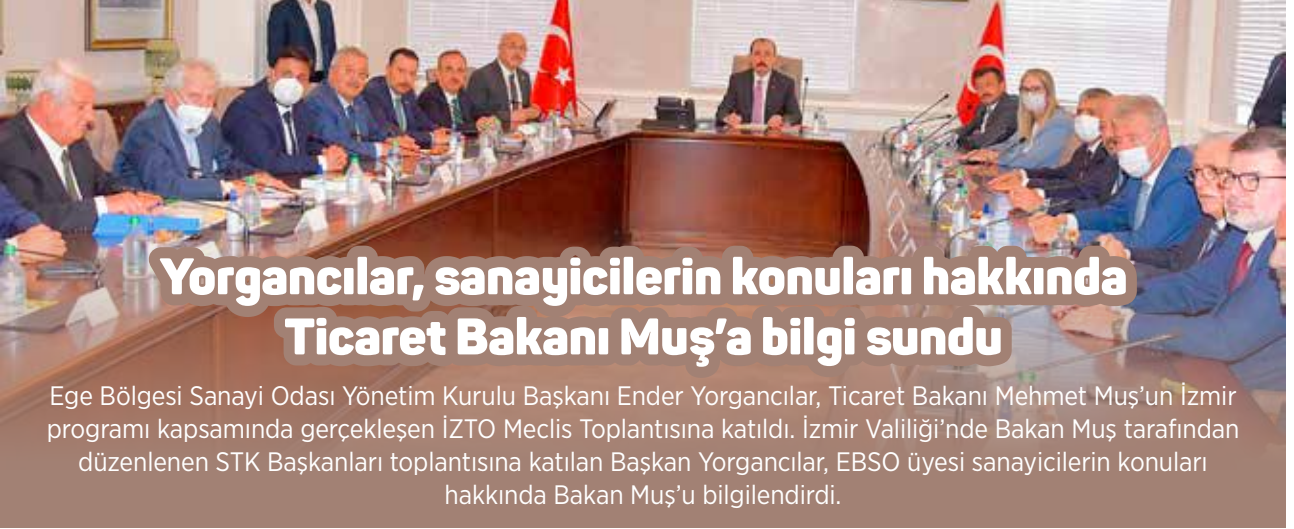 Yorgancılar, sanayicilerin konuları hakkında
Ticaret Bakanı Muş'a bilgi sundu
Ege Bölgesi Sanayi Odası Yönetim Kurulu Başkanı Ender Yorgancılar, Ticaret Bakanı Mehmet Muş'un İzmir
programı kapsamında gerçekleşen İZTO Meclis Toplantısına katıldı. İzmir Valiliği'nde Bakan Muş tarafından
düzenlenen STK Başkanları toplantısına katılan Başkan Yorgancılar, EBSO üyesi sanayicilerin konuları
hakkında Bakan Muş'u bilgilendirdi.